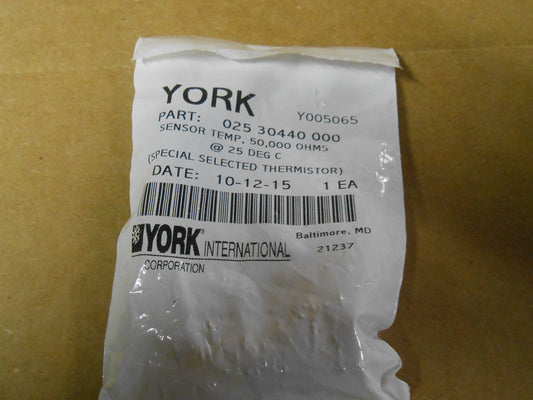 YORK Y005065
PART: 025 30440 000
SENSOR TEMP, 50,000 OHMS
@ 25 DEG C
(SPECIAL SELECTED THERMISTOR)
DATE: 10-12-15 1 EA
YORK® INTERNATIONAL Baltimore, MD
CORPORATION 21237